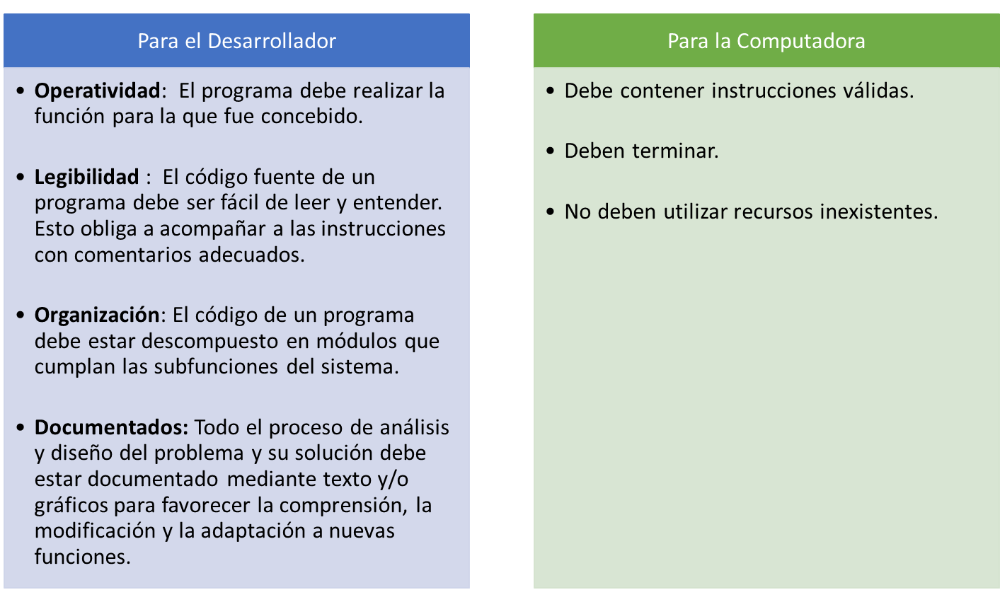 Para el Desarrollador
• Operatividad:  El programa debe realizar la
función para la que fue concebido.
• Legibilidad :  El código fuente de un
programa debe ser fácil de leer y entender.
Esto obliga a acompañar a las instrucciones
con comentarios adecuados.
• Organización: El código de un programa
debe estar descompuesto en módulos que
cumplan las subfunciones del sistema.
• Documentados: Todo el proceso de análisis
y diseño del problema y su solución debe
estar documentado mediante texto y/o
gráficos para favorecer la comprensión, la
modificación y la adaptación a nuevas
funciones.
Para la Computadora
• Debe contener instrucciones válidas.
• Deben terminar.
• No deben utilizar recursos inexistentes.